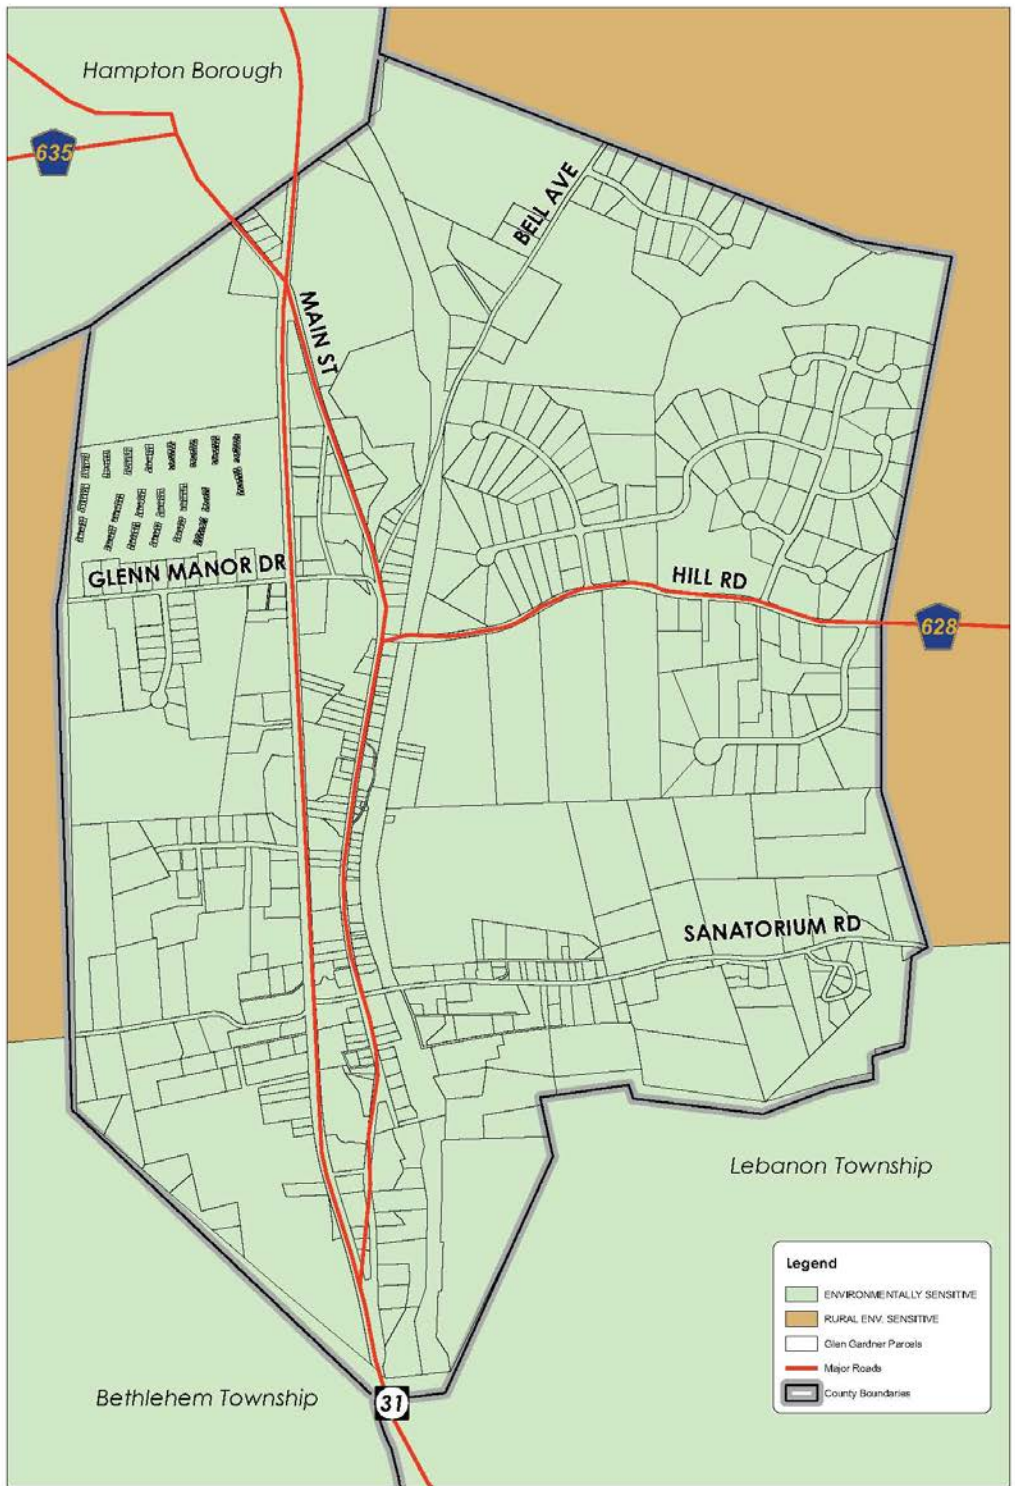 Hampton Borough
635
BELL AVE
MAIN ST
GLENN MANOR DR
HILL RD
628
SANATORIUM RD
Lebanon Township
Bethlehem Township
31
Legend
ENVIRONMENTALLY SENSITIVE
RURAL ENV. SENSITIVE
Glen Gardner Parcels
Major Roads
County Boundaries